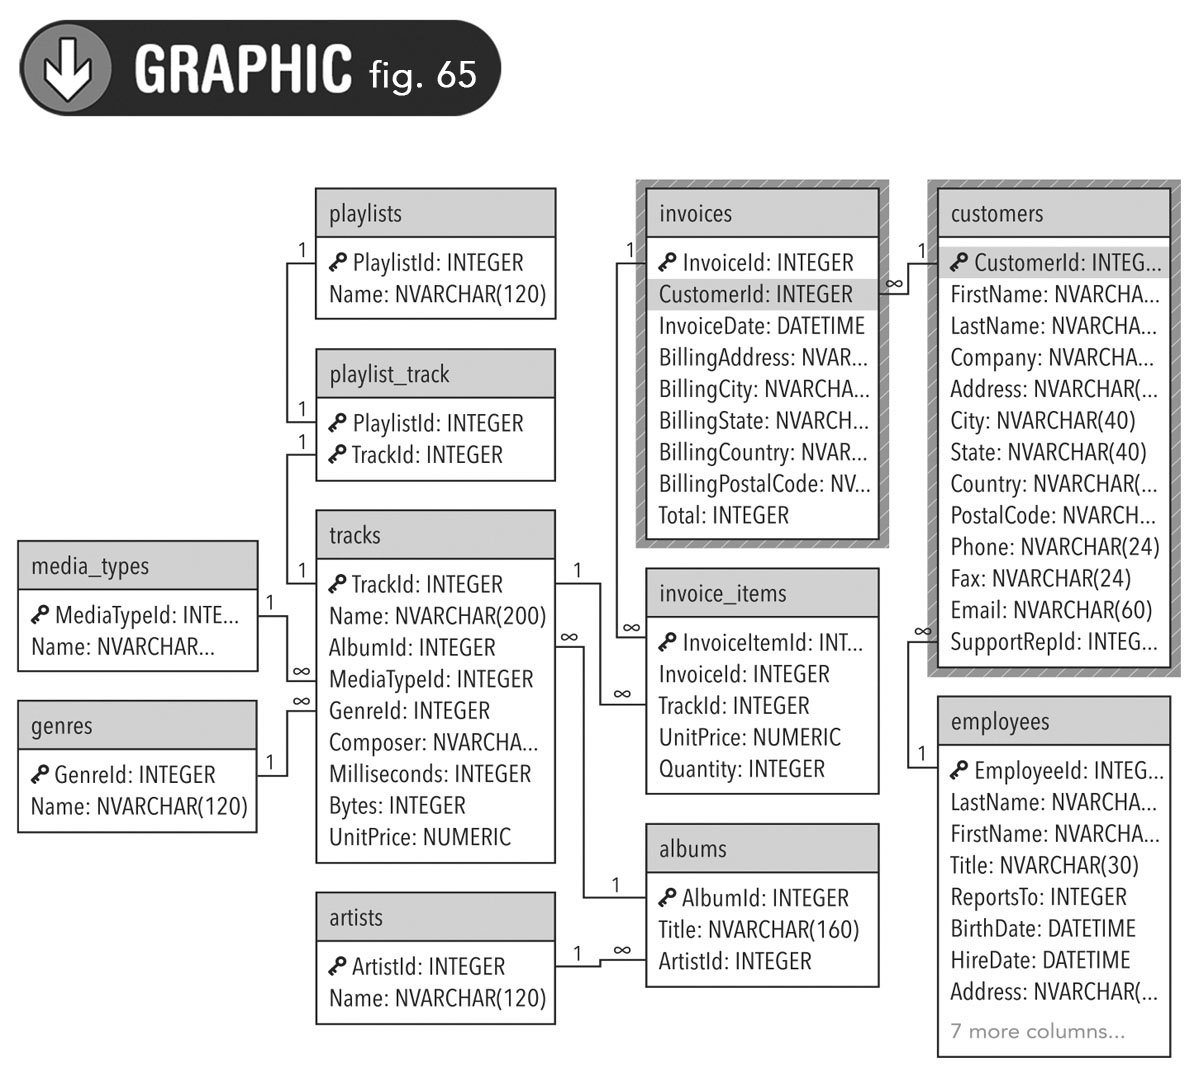 GRAPHIC fig. 65
playlists
1
PlaylistId: INTEGER
Name: NVARCHAR(120)
playlist_track
1
PlaylistId: INTEGER
1
TrackId: INTEGER
tracks
1
TrackId: INTEGER
1
Name: NVARCHAR(200)
∞
AlbumId: INTEGER
∞
MediaTypeId: INTEGER
∞
GenreId: INTEGER
Composer: NVARCHA...
Milliseconds: INTEGER
Bytes: INTEGER
UnitPrice: NUMERIC
media_types
MediaTypeId: INTE...
1
Name: NVARCHAR...
genres
GenreId: INTEGER
1
Name: NVARCHAR(120)
artists
ArtistId: INTEGER
1
Name: NVARCHAR(120)
invoices
1
InvoiceId: INTEGER
CustomerId: INTEGER
∞
InvoiceDate: DATETIME
BillingAddress: NVAR...
BillingCity: NVARCHA...
BillingState: NVARCH...
BillingCountry: NVAR...
BillingPostalCode: NV...
Total: INTEGER
invoice_items
∞
InvoiceItemId: INT...
InvoiceId: INTEGER
∞
TrackId: INTEGER
UnitPrice: NUMERIC
Quantity: INTEGER
albums
1
AlbumId: INTEGER
Title: NVARCHAR(160)
∞
ArtistId: INTEGER
customers
1
CustomerId: INTEG...
FirstName: NVARCHA...
LastName: NVARCHA...
Company: NVARCHA...
Address: NVARCHAR(...
City: NVARCHAR(40)
State: NVARCHAR(40)
Country: NVARCHAR(...
PostalCode: NVARCH...
Phone: NVARCHAR(24)
Fax: NVARCHAR(24)
Email: NVARCHAR(60)
∞
SupportRepId: INTEG...
employees
1
EmployeeId: INTEG...
LastName: NVARCHA...
FirstName: NVARCHA...
Title: NVARCHAR(30)
ReportsTo: INTEGER
BirthDate: DATETIME
HireDate: DATETIME
Address: NVARCHAR(...
7 more columns...